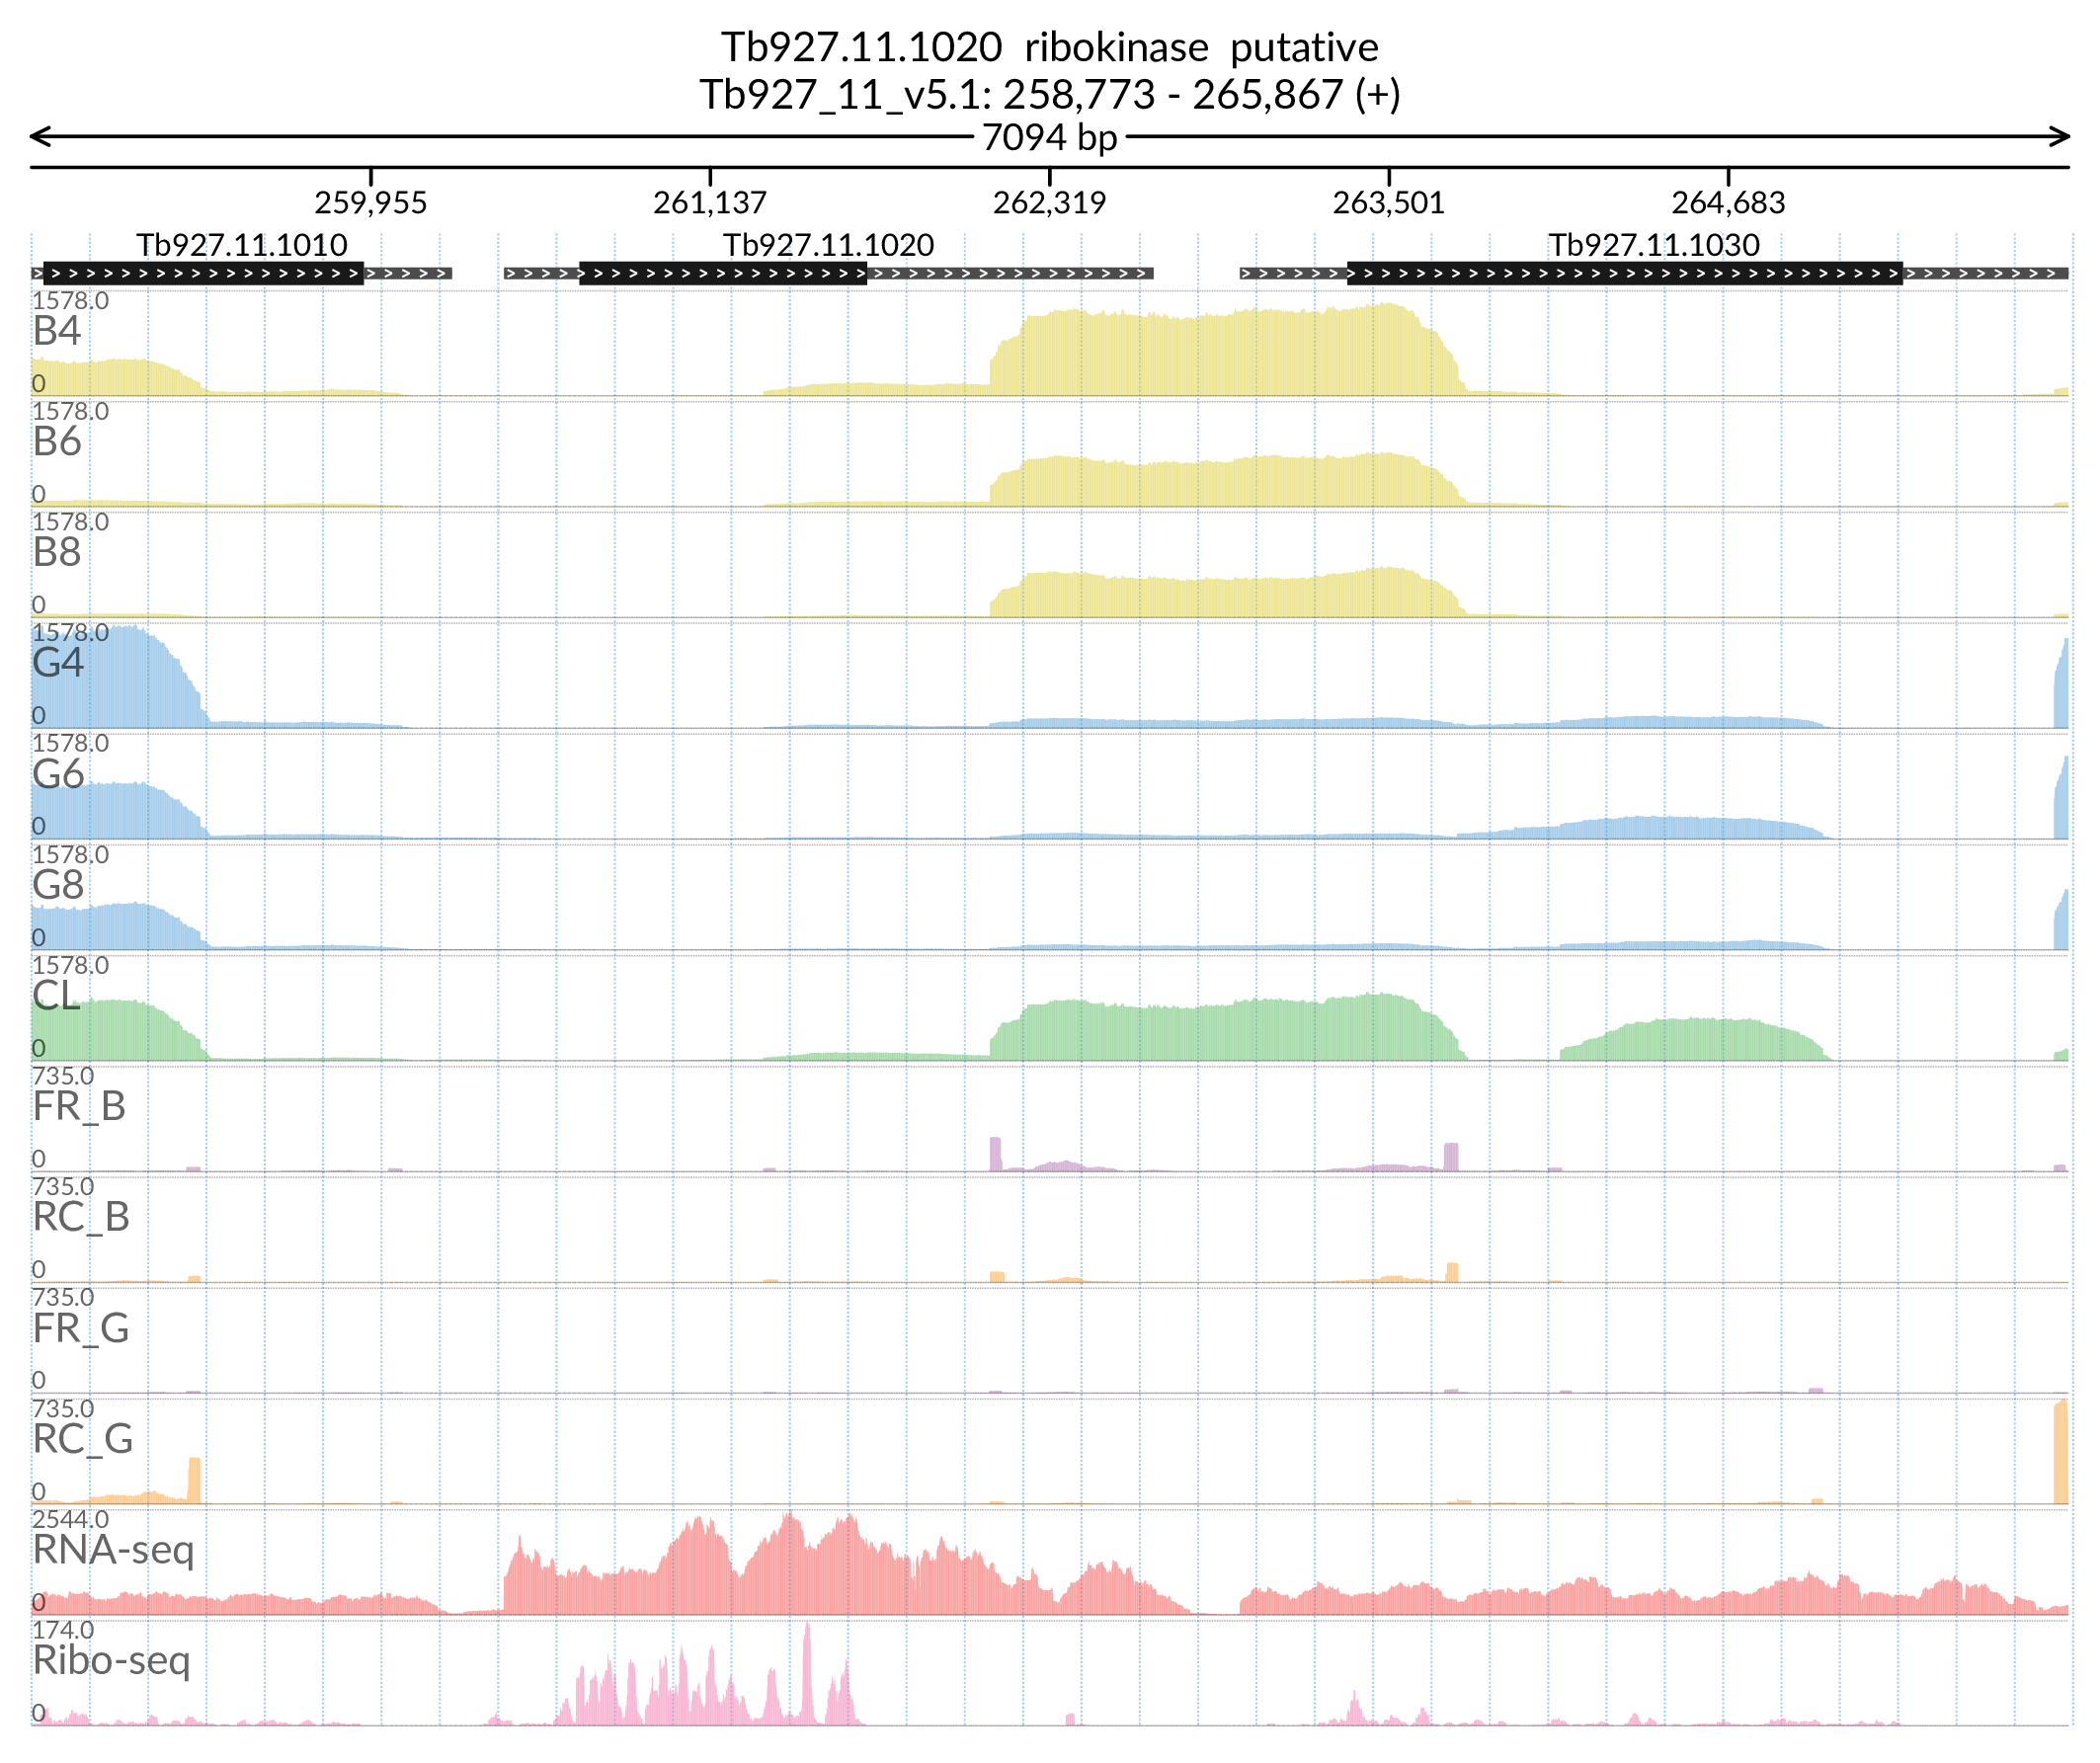 Tb927.11.1020 ribokinase putative
Tb927_11_v5.1: 258,773 - 265,867 (+)
7094 bp
259,955 261,137 262,319 263,501 264,683
Tb927.11.1010 Tb927.11.1020 Tb927.11.1030
1578.0
B4
0
1578.0
B6
0
1578.0
B8
0
1578.0
G4
0
1578.0
G6
0
1578.0
G8
0
1578.0
CL
0
735.0
FR_B
0
735.0
RC_B
0
735.0
FR_G
0
735.0
RC_G
0
2544.0
RNA-seq
0
174.0
Ribo-seq
0